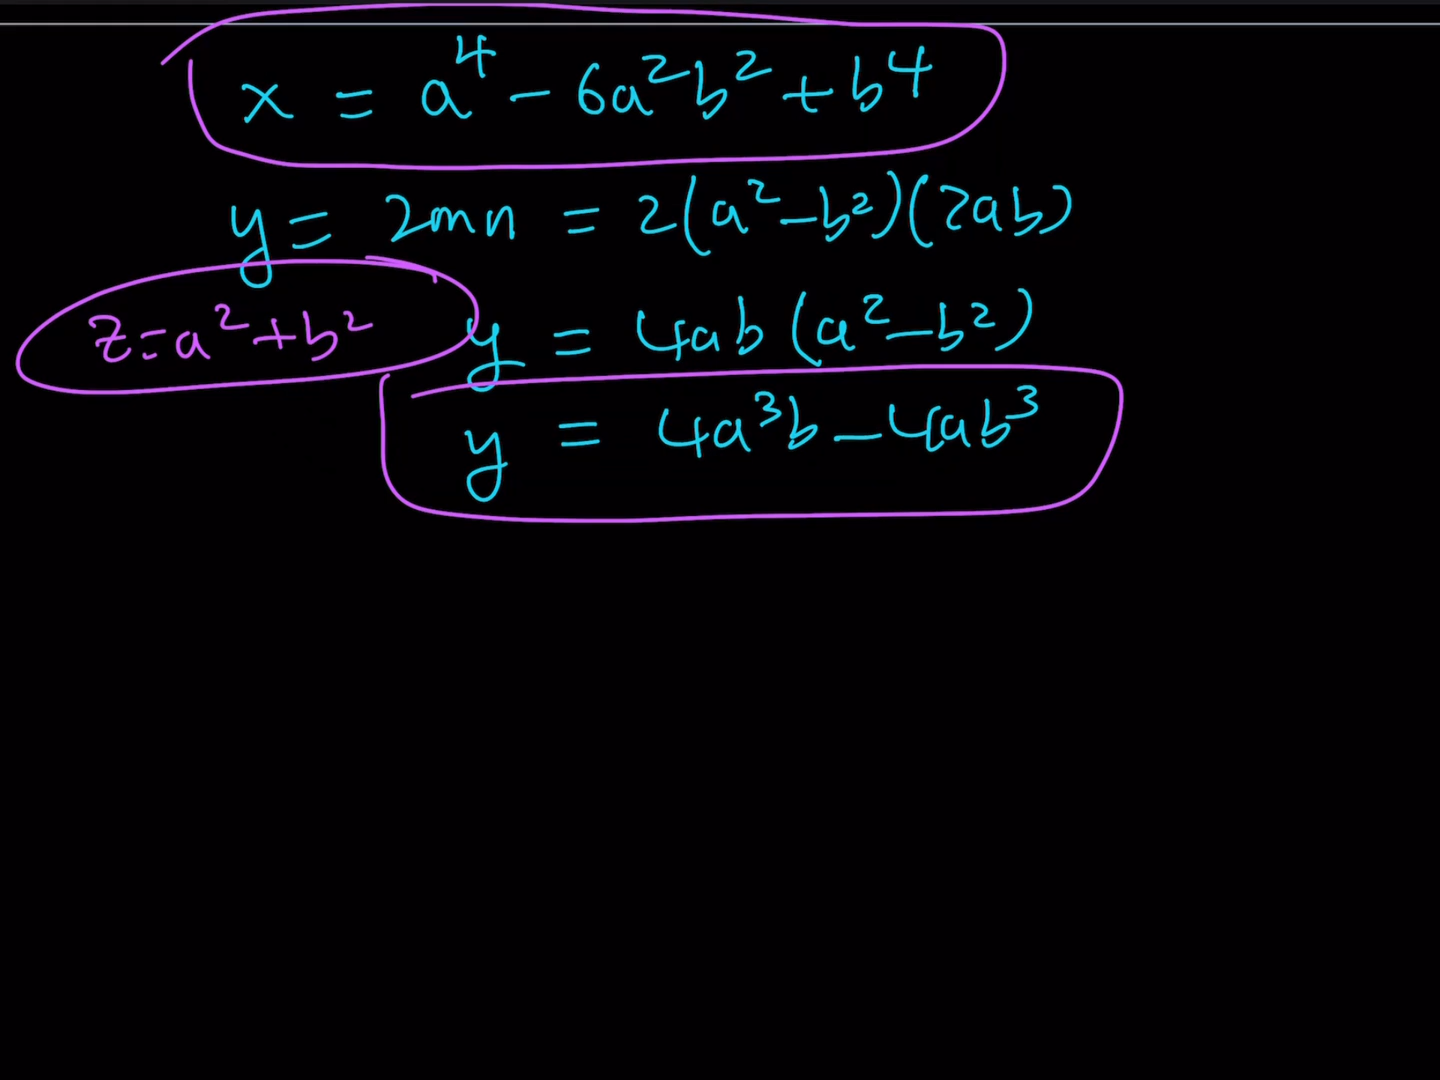 x = a⁴ - 6a²b² + b⁴
y = 2mn = 2(a²-b²)(2ab)
z=a²+b²
y = 4ab(a²-b²)
y = 4a³b-4ab³